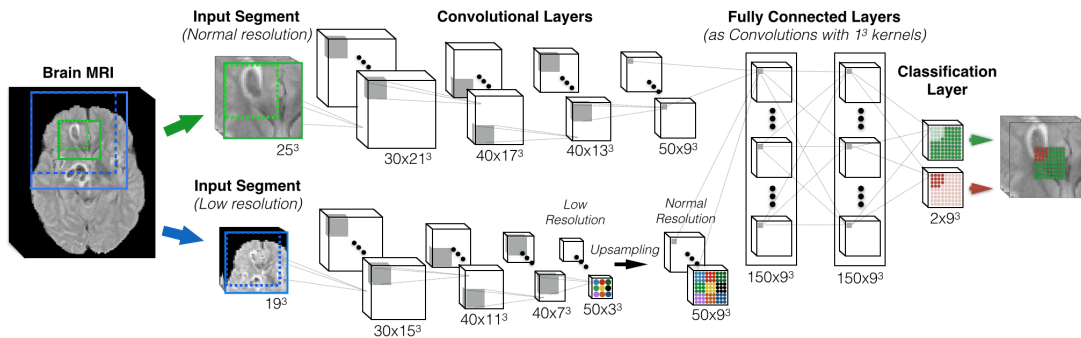 Brain MRI
Input Segment
(Normal resolution)
25³
Convolutional Layers
30x21³
40x17³
40x13³
50x9³
Fully Connected Layers
(as Convolutions with 1³ kernels)
Classification
Layer
Input Segment
(Low resolution)
19³
30x15³
40x11³
40x7³
Low
Resolution
50x3³
Upsampling
Normal
Resolution
50x9³
150x9³
150x9³
2x9³